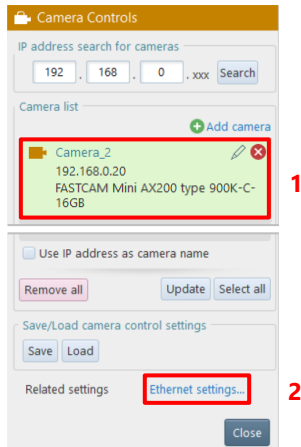 Camera Controls
IP address search for cameras
192 . 168 . 0 . xxx Search
Camera list
Add camera
Camera_2
192.168.0.20
FASTCAM Mini AX200 type 900K-C-
16GB
1
Use IP address as camera name
Remove all Update Select all
Save/Load camera control settings
Save Load
Related settings Ethernet settings...
2
Close